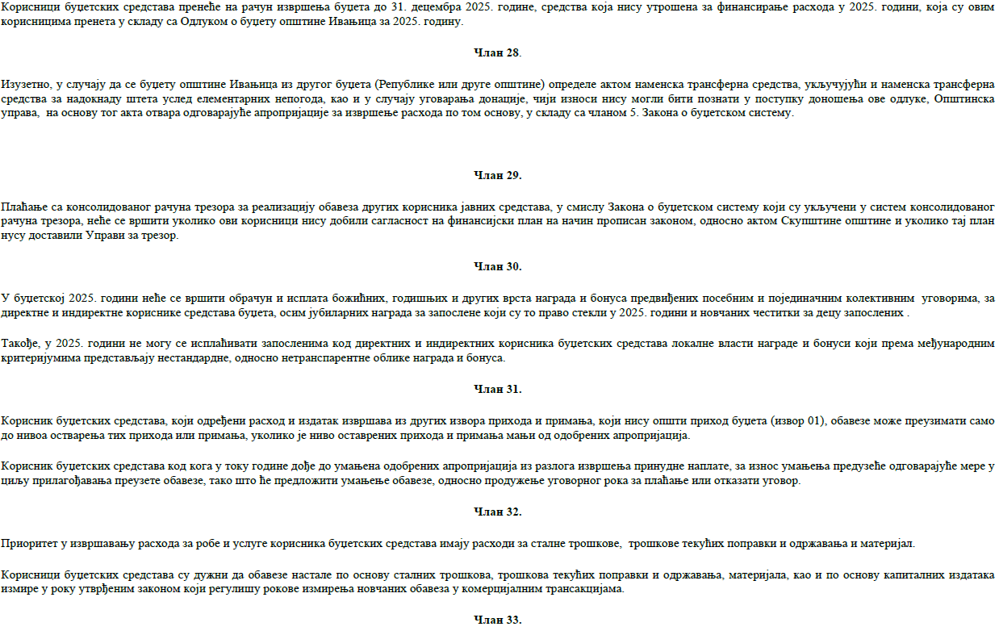 Корисници буџетских средстава пренеће на рачун извршења буџета до 31. децембра 2025. године, средства која нису утрошена за финансирање расхода у 2025. години, која су овим
корисницима пренета у складу са Одлуком о буџету општине Ивањица за 2025. годину.
Члан 28.
Изузетно, у случају да се буџету општине Ивањица из другог буџета (Републике или друге општине) определе актом наменска трансферна средства, укључујући и наменска трансферна
средства за надокнаду штета услед елементарних непогода, као и у случају уговарања донације, чији износи нису могли бити познати у поступку доношења ове одлуке, Општинска
управа, на основу тог акта отвара одговарајуће апропријације за извршење расхода по том основу, у складу са чланом 5. Закона о буџетском систему.
Члан 29.
Плаћање са консолидованог рачуна трезора за реализацију обавеза других корисника јавних средстава, у смислу Закона о буџетском систему који су укључени у систем консолидованог
рачуна трезора, неће се вршити уколико ови корисници нису добили сагласност на финансијски план на начин прописан законом, односно актом Скупштине општине и уколико тај план
нусу доставили Управи за трезор.
Члан 30.
У буџетској 2025. години неће се вршити обрачун и исплата божићних, годишњих и других врста награда и бонуса предвиђених посебним и појединачним колективним уговорима, за
директне и индиректне кориснике средстава буџета, осим јубиларних награда за запослене који су то право стекли у 2025. години и новчаних честитки за децу запослених .
Такође, у 2025. години не могу се исплаћивати запосленима код директних и индиректних корисника буџетских средстава локалне власти награде и бонуси који према међународним
критеријумима представљају нестандардне, односно нетранспарентне облике награда и бонуса.
Члан 31.
Корисник буџетских средстава, који одређени расход и издатак извршава из других извора прихода и примања, који нису општи приход буџета (извор 01), обавезе може преузимати само
до нивоа остварења тих прихода или примања, уколико је ниво оставрених прихода и примања мањи од одобрених апропријација.
Корисник буџетских средстава код кога у току године дође до умањена одобрених апропријација из разлога извршења принудне наплате, за износ умањења предузеће одговарајуће мере у
циљу прилагођавања преузете обавезе, тако што ће предложити умањење обавезе, односно продужење уговорног рока за плаћање или отказати уговор.
Члан 32.
Приоритет у извршавању расхода за робе и услуге корисника буџетских средстава имају расходи за сталне трошкове, трошкове текућих поправки и одржавања и материјал.
Корисници буџетских средстава су дужни да обавезе настале по основу сталних трошкова, трошкова текућих поправки и одржавања, материјала, као и по основу капиталних издатака
измире у року утврђеним законом који регулишу рокове измирења новчаних обавеза у комерцијалним трансакцијама.
Члан 33.